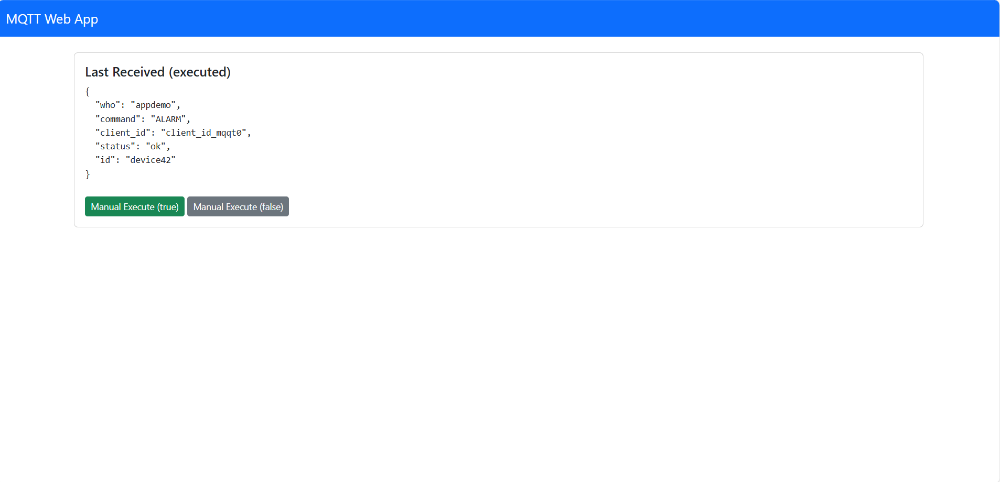 MQTT Web App
Last Received (executed)
{
  "who": "appdemo",
  "command": "ALARM",
  "client_id": "client_id_mqqt0",
  "status": "ok",
  "id": "device42"
}
Manual Execute (true) Manual Execute (false)